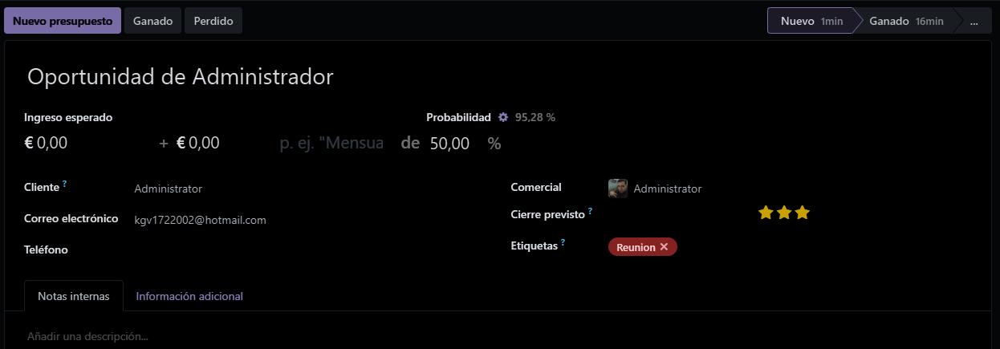 Nuevo presupuesto Ganado Perdido Nuevo 1min Ganado 16min ...
Oportunidad de Administrador
Ingreso esperado Probabilidad 95,28 %
€ 0,00 + € 0,00 p. ej. "Mensua de 50,00 %
Cliente ? Administrator Comercial Administrator
Correo electrónico kgv1722002@hotmail.com Cierre previsto ?
Teléfono Etiquetas ? Reunion ✕
Notas internas Información adicional
Añadir una descripción...